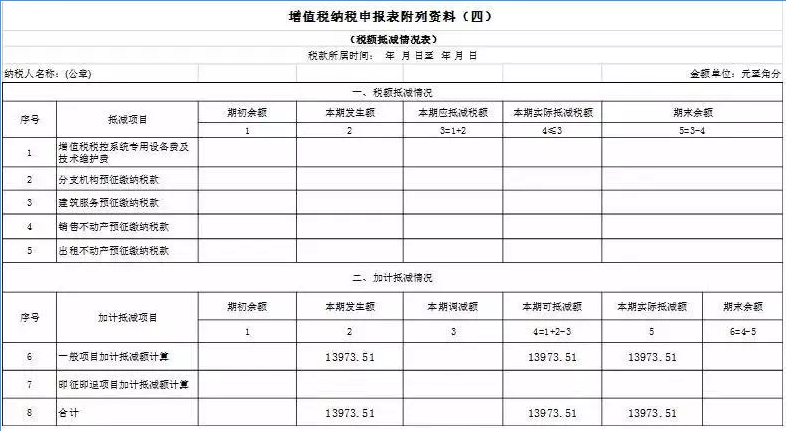 增值税纳税申报表附列资料（四）
（税额抵减情况表）
税款所属时间： 年 月 日至 年 月 日
纳税人名称：(公章) 金额单位：元至角分
一、税额抵减情况
序号 抵减项目 期初余额 本期发生额 本期应抵减税额 本期实际抵减税额 期末余额
1 2 3=1+2 4≤3 5=3-4
1 增值税税控系统专用设备费及
技术维护费
2 分支机构预征缴纳税款
3 建筑服务预征缴纳税款
4 销售不动产预征缴纳税款
5 出租不动产预征缴纳税款
二、加计抵减情况
序号 加计抵减项目 期初余额 本期发生额 本期调减额 本期可抵减额 本期实际抵减额 期末余额
1 2 3 4=1+2-3 5 6=4-5
6 一般项目加计抵减额计算 13973.51 13973.51 13973.51
7 即征即退项目加计抵减额计算
8 合计 13973.51 13973.51 13973.51